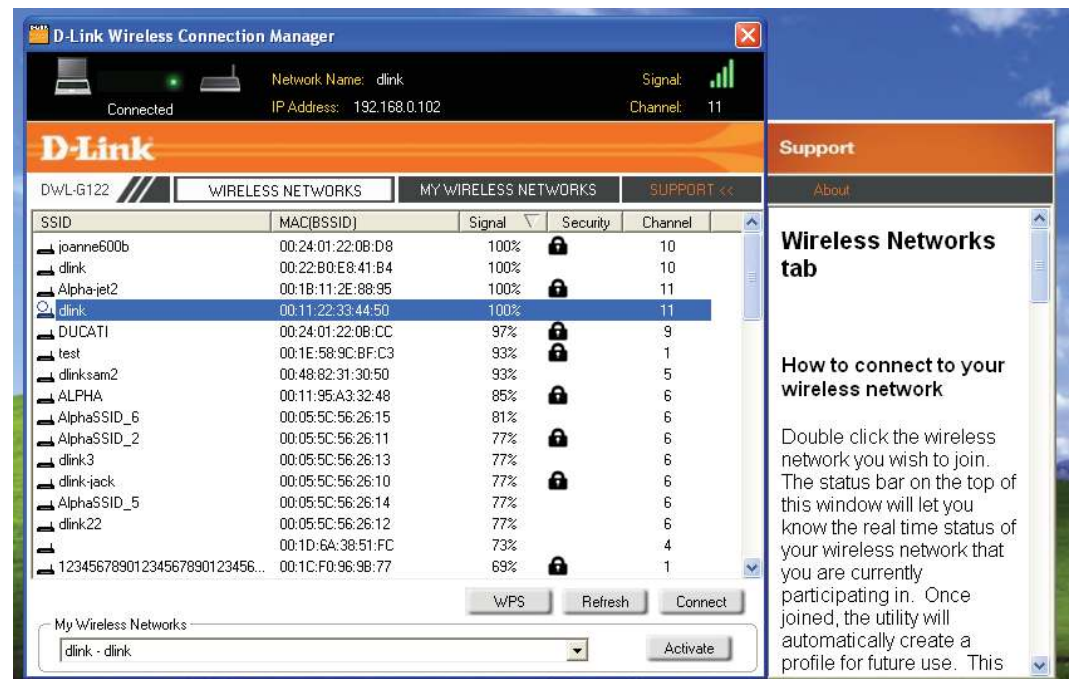 D-Link Wireless Connection Manager
Network Name: dlink
Signal:
Connected
IP Address: 192.168.0.102
Channel: 11
D-Link
DWL-G122
WIRELESS NETWORKS
MY WIRELESS NETWORKS
SUPPORT <<
SSID MAC(BSSID) Signal Security Channel
joanne600b 00:24:01:22:0B:D8 100% 10
dlink 00:22:B0:E8:41:B4 100% 10
Alpha-jet2 00:1B:11:2E:88:95 100% 11
dlink 00:11:22:33:44:50 100% 11
DUCATI 00:24:01:22:0B:CC 97% 9
test 00:1E:58:9C:BF:C3 93% 1
dlinksam2 00:48:82:31:30:50 93% 5
ALPHA 00:11:95:A3:32:48 85% 6
AlphaSSID_6 00:05:5C:56:26:15 81% 6
AlphaSSID_2 00:05:5C:56:26:11 77% 6
dlink3 00:05:5C:56:26:13 77% 6
dlink-jack 00:05:5C:56:26:10 77% 6
AlphaSSID_5 00:05:5C:56:26:14 77% 6
dlink22 00:05:5C:56:26:12 77% 6
00:1D:6A:38:51:FC 73% 4
12345678901234567890123456... 00:1C:F0:96:9B:77 69% 1
WPS
Refresh
Connect
My Wireless Networks
dlink - dlink
Activate
Support
About
Wireless Networks
tab
How to connect to your
wireless network
Double click the wireless
network you wish to join.
The status bar on the top of
this window will let you
know the real time status of
your wireless network that
you are currently
participating in. Once
joined, the utility will
automatically create a
profile for future use. This